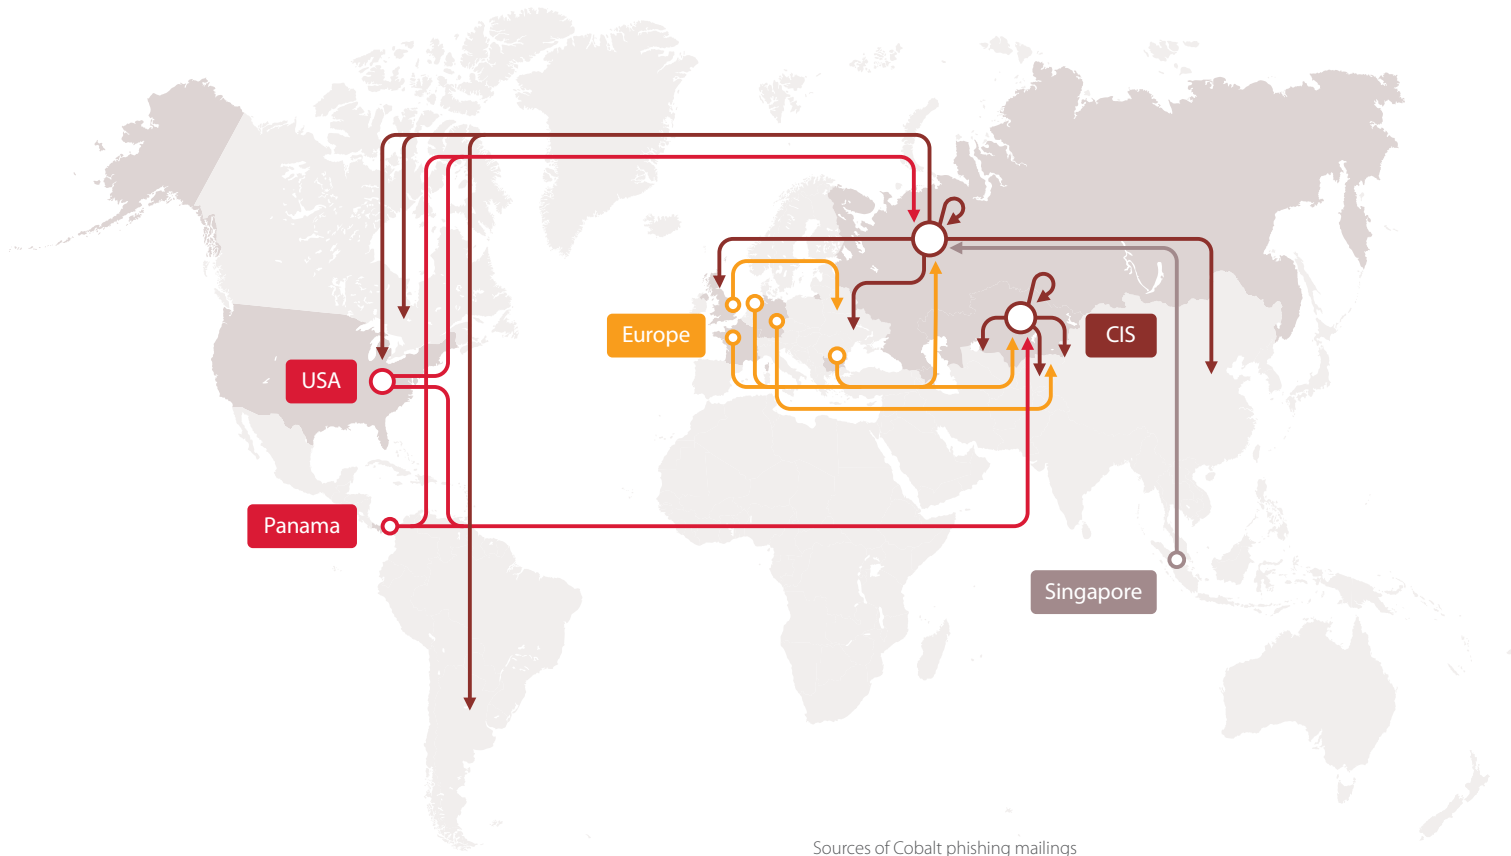 Europe
CIS
USA
Panama
Singapore
Sources of Cobalt phishing mailings